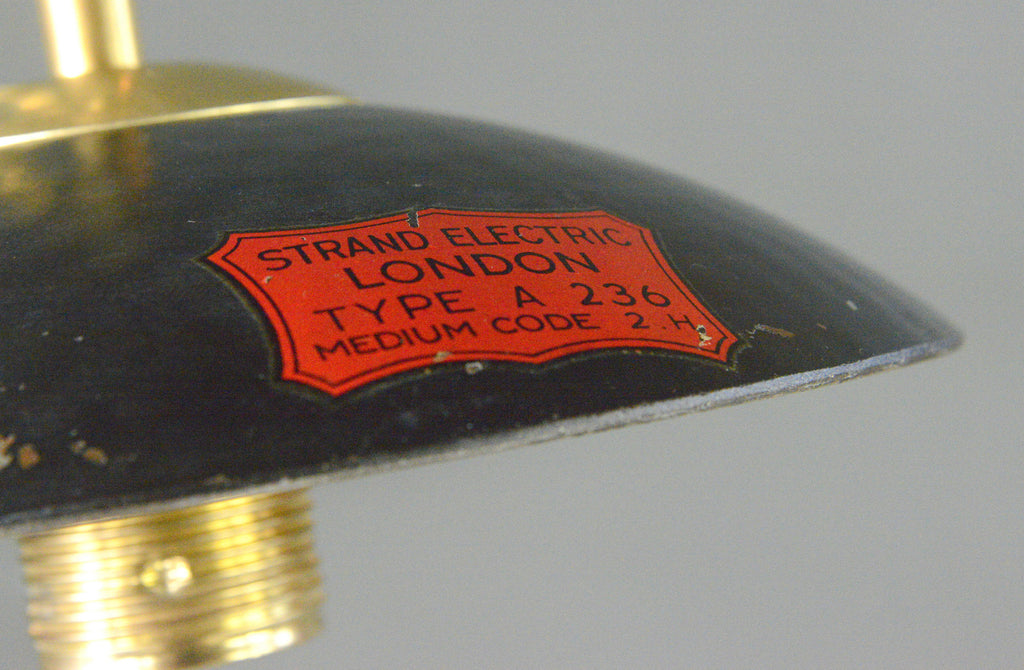 STRAND ELECTRIC
LONDON
TYPE A 236
MEDIUM CODE 2.H